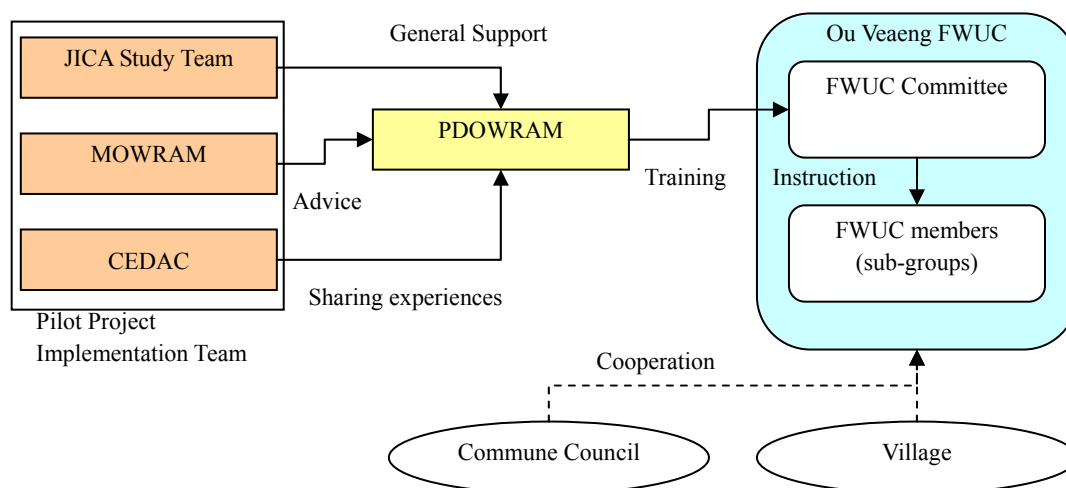 General Support
JICA Study Team
MOWRAM
CEDAC
Pilot Project
Implementation Team
Advice
Sharing experiences
PDOWRAM
Training
Ou Veaeng FWUC
FWUC Committee
Instruction
FWUC members
(sub-groups)
Cooperation
Commune Council
Village